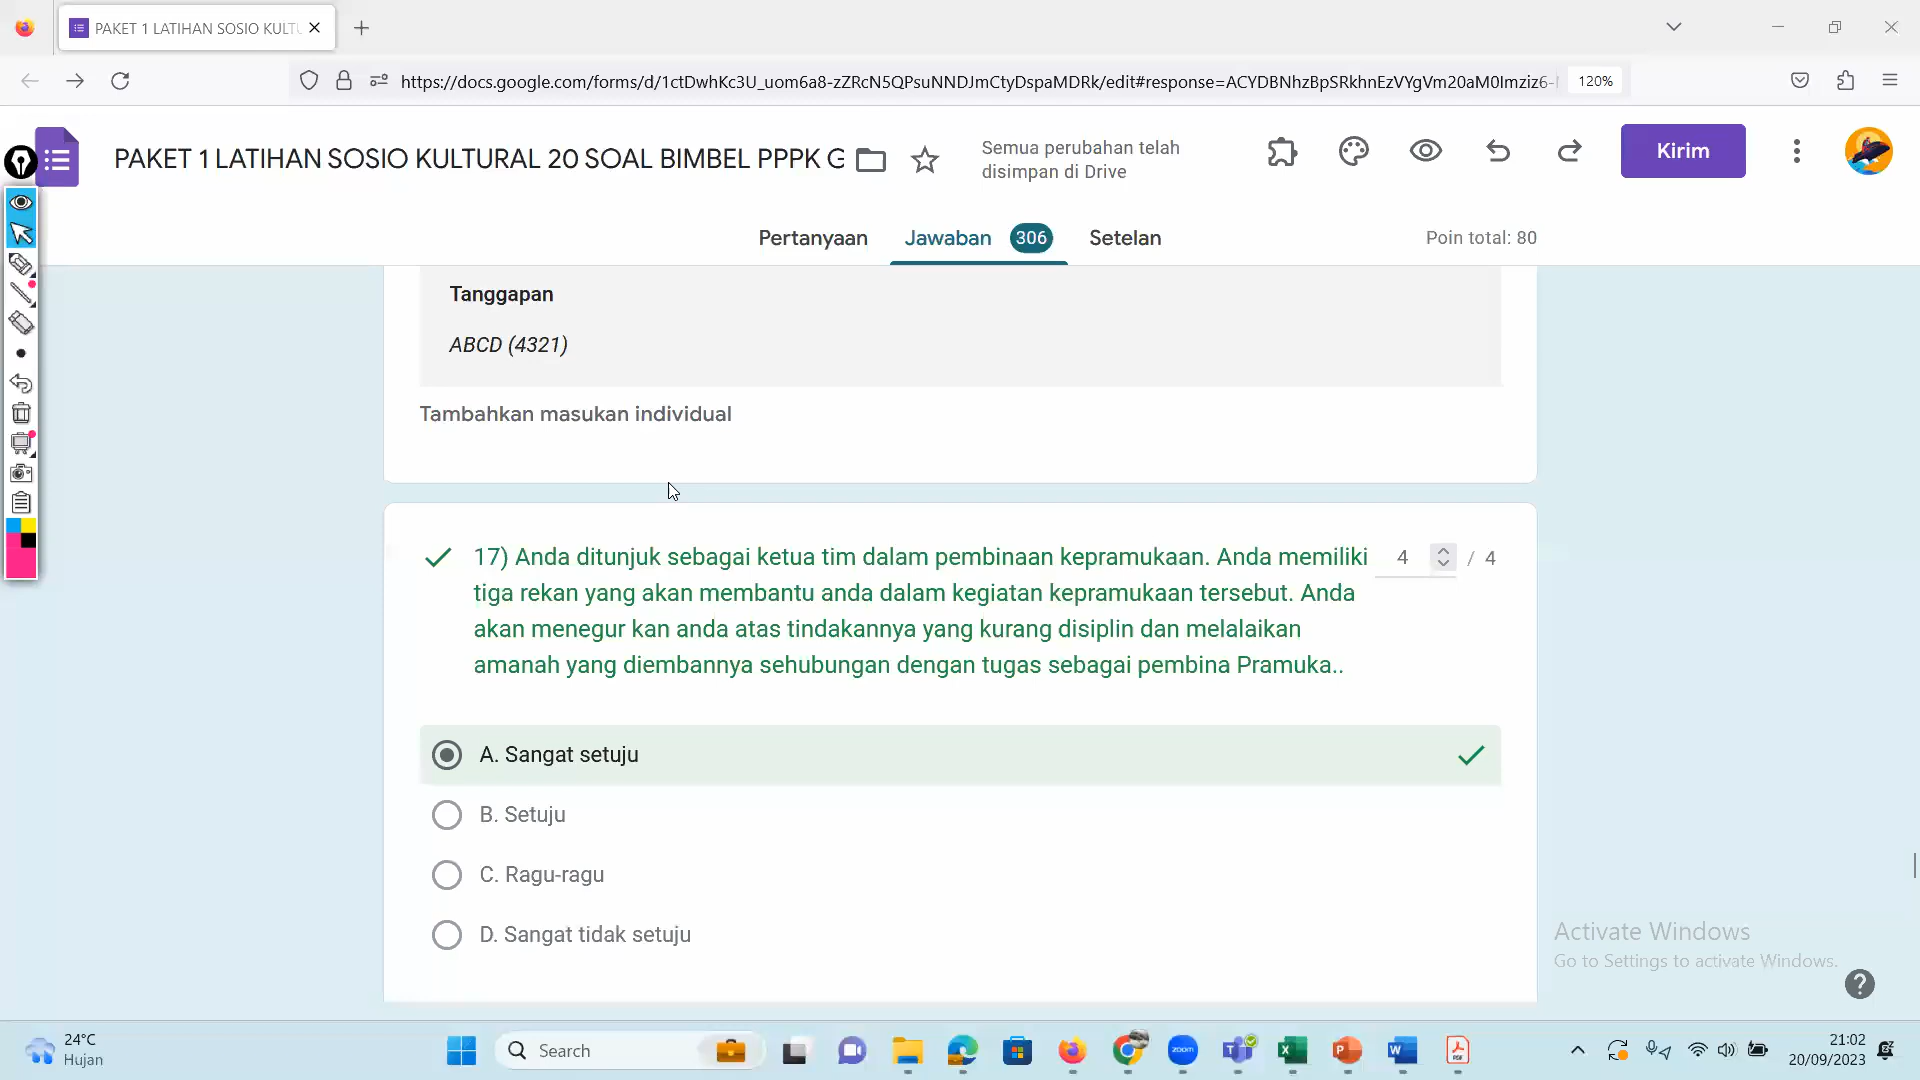 PAKET 1 LATIHAN SOSIO KULTU
https://docs.google.com/forms/d/1ctDwhKc3U_uom6a8-zZRcN5QPsuNNDJmCtyDspaMDRk/edit#response=ACYDBNhzBpSRkhnEzVYgVm20aM0Imziz6-
120%
PAKET 1 LATIHAN SOSIO KULTURAL 20 SOAL BIMBEL PPPK G
Semua perubahan telah
disimpan di Drive
Kirim
Pertanyaan
Jawaban
306
Setelan
Poin total: 80
Tanggapan
ABCD (4321)
Tambahkan masukan individual
17) Anda ditunjuk sebagai ketua tim dalam pembinaan kepramukaan. Anda memiliki
4 / 4
tiga rekan yang akan membantu anda dalam kegiatan kepramukaan tersebut. Anda
akan menegur kan anda atas tindakannya yang kurang disiplin dan melalaikan
amanah yang diembannya sehubungan dengan tugas sebagai pembina Pramuka..
A. Sangat setuju
B. Setuju
C. Ragu-ragu
D. Sangat tidak setuju
Activate Windows
Go to Settings to activate Windows.
24°C
Hujan
Search
zoom
21:02
20/09/2023